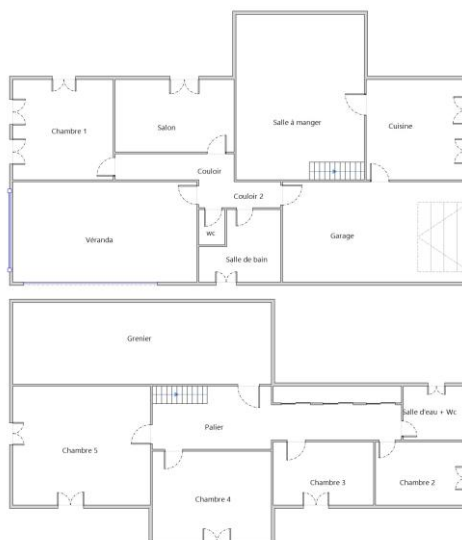 Chambre 1
Salon
Salle à manger
Cuisine
Couloir
Couloir 2
wc
Véranda
Garage
Salle de bain
Grenier
Palier
Salle d'eau + Wc
Chambre 5
Chambre 4
Chambre 3
Chambre 2